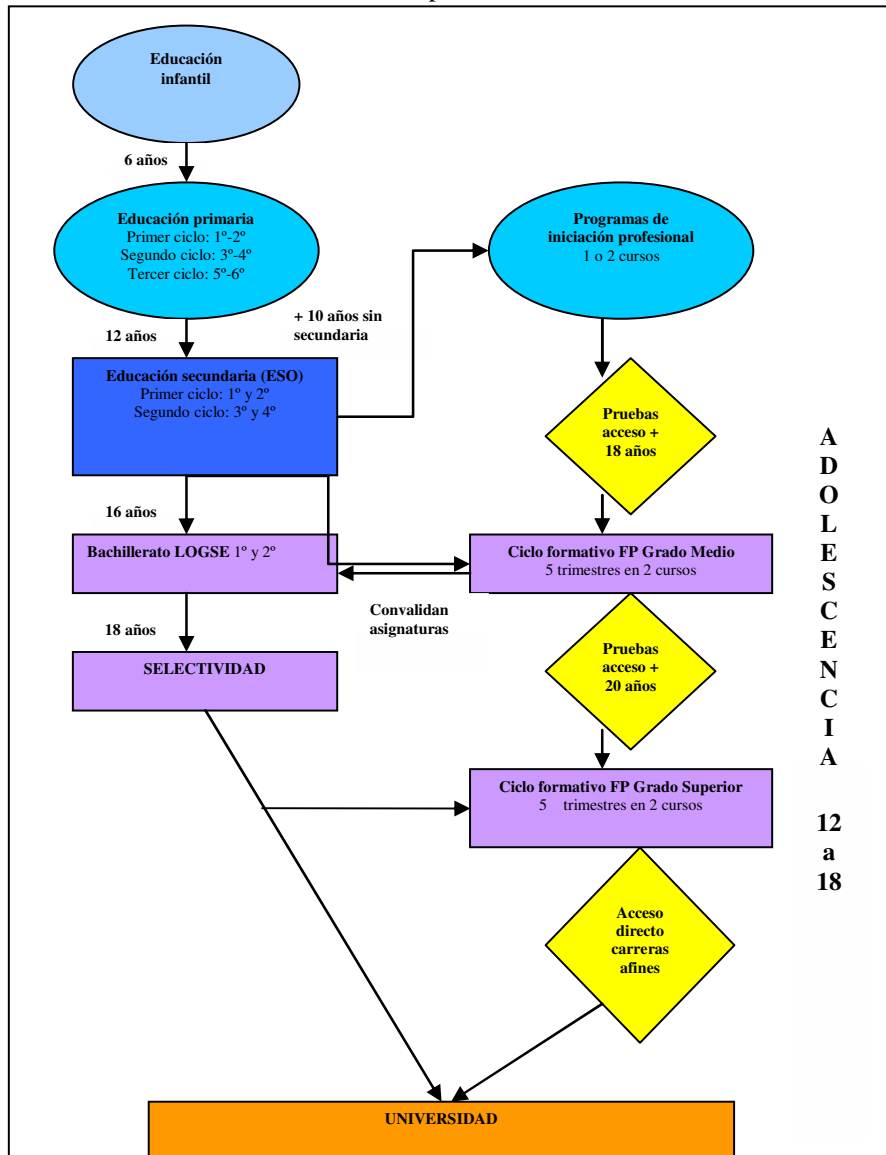 Educación
infantil
6 años
Educación primaria
Primer ciclo: 1º-2º
Segundo ciclo: 3º-4º
Tercer ciclo: 5º-6º
Programas de
iniciación profesional
1 o 2 cursos
+ 10 años sin
secundaria
12 años
Educación secundaria (ESO)
Primer ciclo: 1º y 2º
Segundo ciclo: 3º y 4º
Pruebas
acceso +
18 años
16 años
Bachillerato LOGSE 1º y 2º
Ciclo formativo FP Grado Medio
5 trimestres en 2 cursos
Convalidan
asignaturas
18 años
SELECTIVIDAD
Pruebas
acceso +
20 años
Ciclo formativo FP Grado Superior
5 trimestres en 2 cursos
Acceso
directo
carreras
afines
UNIVERSIDAD
A
D
O
L
E
S
C
E
N
C
I
A
12
a
18